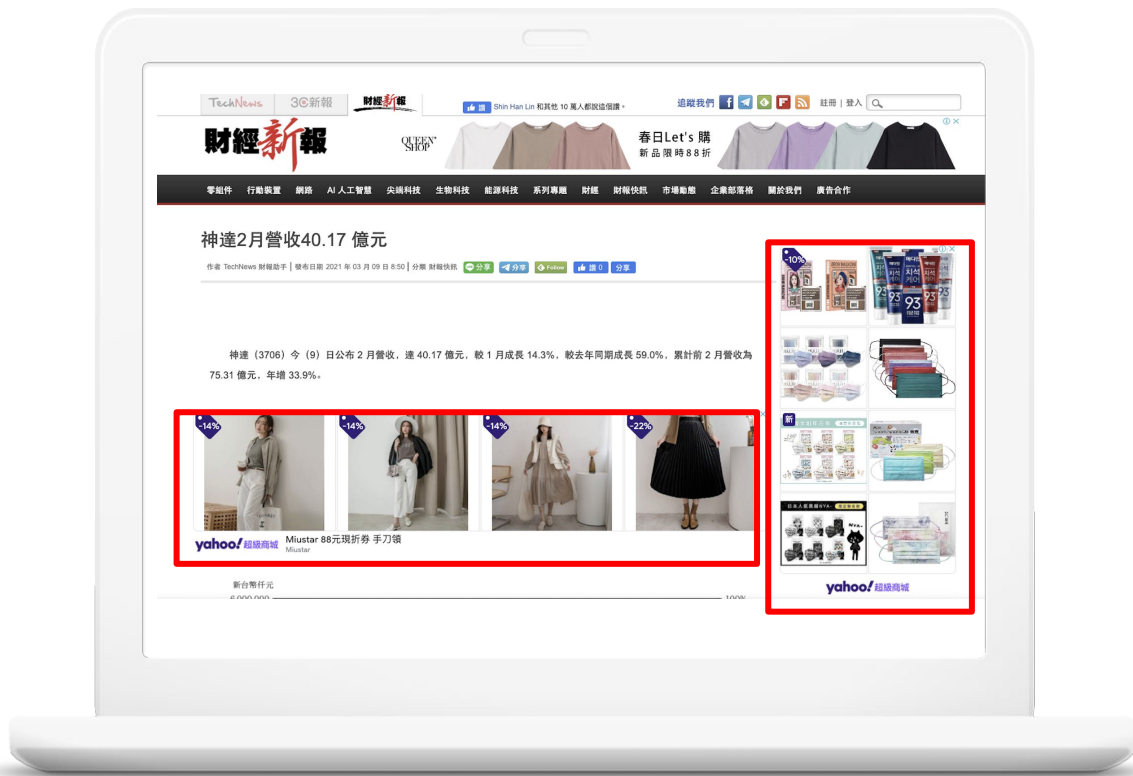 TechNews
3C新報
財經新報
讚
Shin Han Lin 和其他 10 萬人都說這個讚。
追蹤我們
註冊 | 登入
財經新報
QUEEN SHOP
春日Let's 購
新品限時88折
零組件 行動裝置 網路 AI 人工智慧 尖端科技 生物科技 能源科技 系列專題 財經 財報快訊 市場動態 企業部落格 關於我們 廣告合作
神達2月營收40.17 億元
作者 TechNews 財報助手 | 發布日期 2021 年 03 月 09 日 8:50 | 分類 財報快訊
分享 分享 Follow 讚 0 分享
神達（3706）今（9）日公布 2 月營收，達 40.17 億元，較 1 月成長 14.3%，較去年同期成長 59.0%，累計前 2 月營收為
75.31 億元，年增 33.9%。
-14% -14% -14% -22%
yahoo! 超級商城
Miustar 88元現折券 手刀領
Miustar
新台幣仟元
6,000,000 100%
-10%
치석케어
93 93 93
新
yahoo! 超級商城